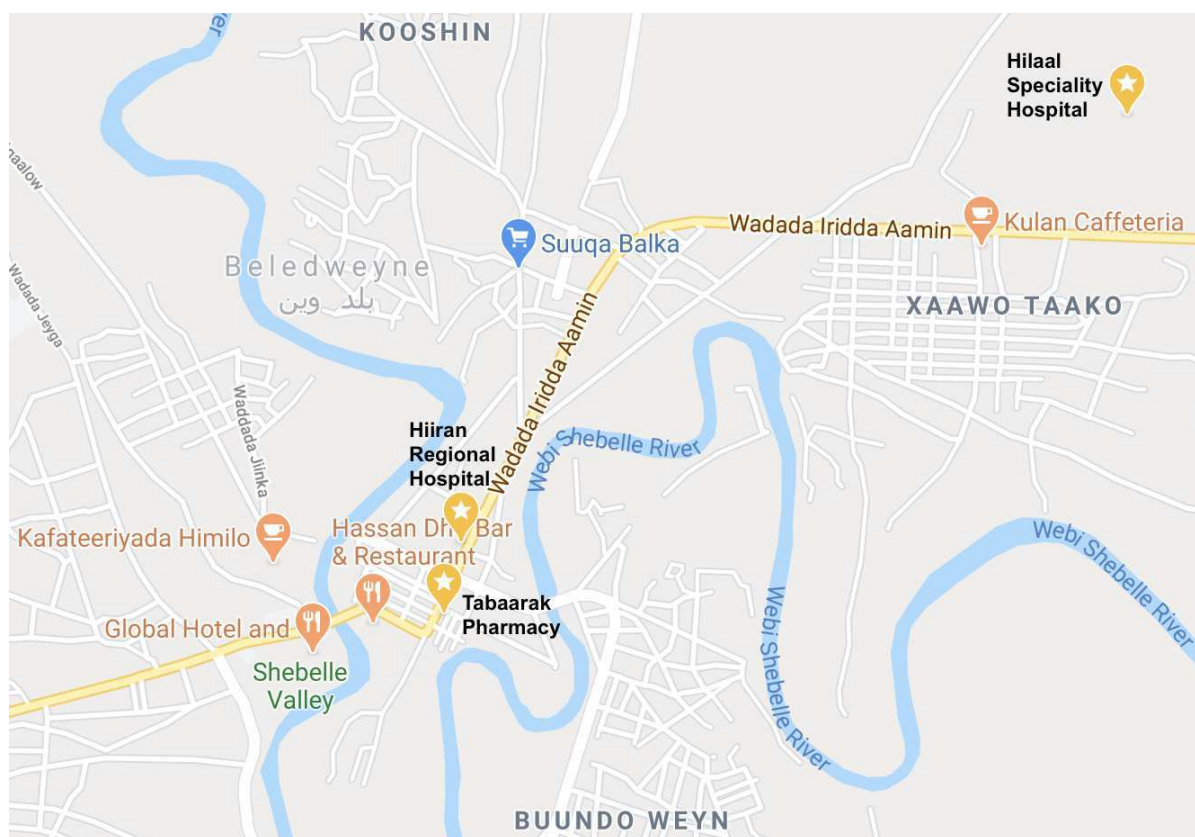 River
KOOSHIN
Hilaal
Speciality
Hospital
Wadada Iridda Aamin
Kulan Caffeteria
Suuqa Balka
Beledweyne
بلد وين
XAAWO TAAKO
Wadada Jeyga
Wadada Iridda Aamin
Waddada Jiinka
Hiiran
Regional
Hospital
Webi Shebelle River
Kafateeriyada Himilo
Hassan Dh Bar
& Restaurant
Webi Shebelle River
Tabaarak
Pharmacy
Global Hotel and
Shebelle
Valley
Webi Shebelle River
BUUNDO WEYN